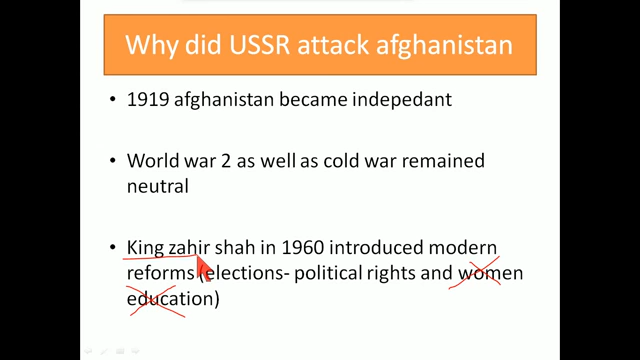 Why did USSR attack afghanistan
• 1919 afghanistan became indepedant
• World war 2 as well as cold war remained
neutral
• King zahir shah in 1960 introduced modern
reforms (elections- political rights and women
education)